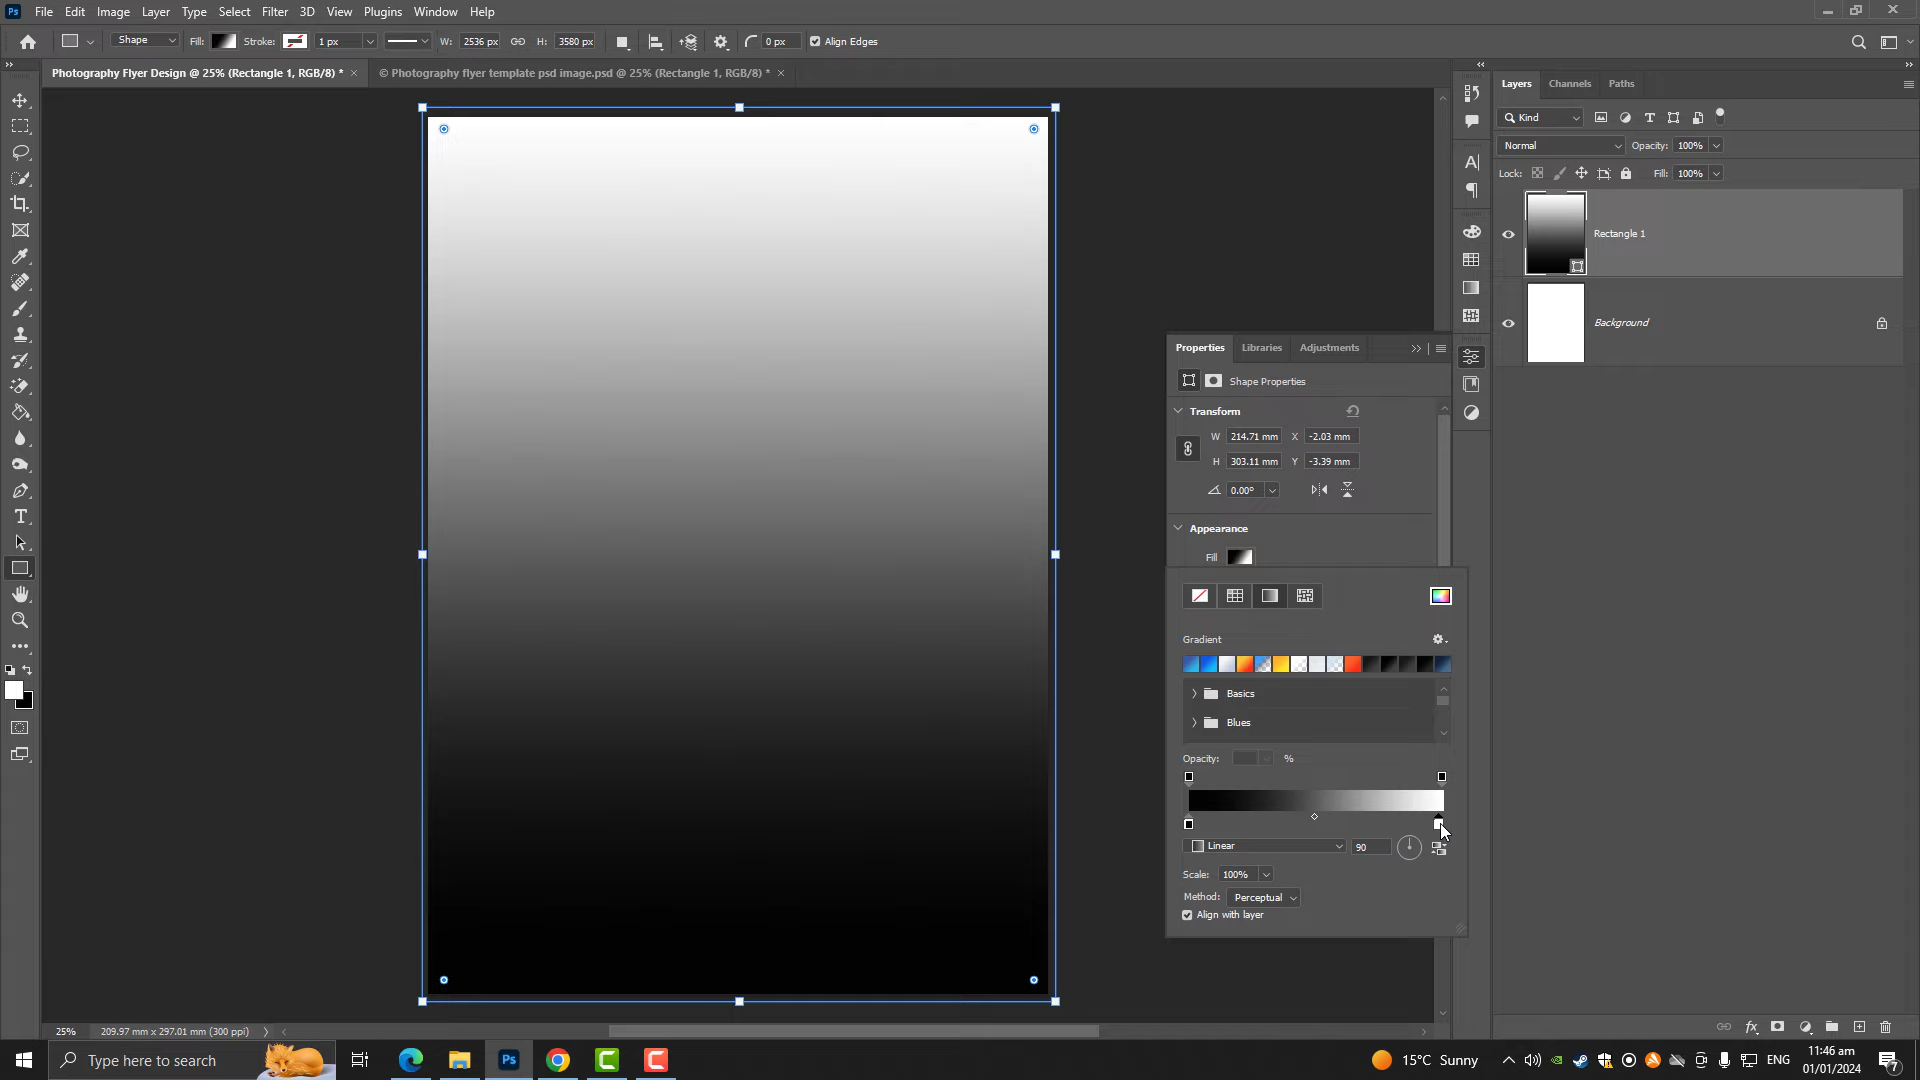 Ps File Edit Image Layer Type Select Filter 3D View Plugins Window Help
Shape Fill: Stroke: 1 px W: 2536 px H: 3580 px 0 px Align Edges
Photography Flyer Design @ 25% (Rectangle 1, RGB/8) * © Photography flyer template psd image.psd @ 25% (Rectangle 1, RGB/8) *
Layers Channels Paths
Kind
Normal Opacity: 100%
Lock: Fill: 100%
Rectangle 1
Background
Properties Libraries Adjustments
Shape Properties
Transform
W 214.71 mm X -2.03 mm
H 303.11 mm Y -3.39 mm
0.00°
Appearance
Fill
Gradient
Basics
Blues
Opacity: %
Linear 90
Scale: 100%
Method: Perceptual
Align with layer
25% 209.97 mm x 297.01 mm (300 ppi)
Type here to search Ps 15°C Sunny ENG 11:46 am
01/01/2024
7